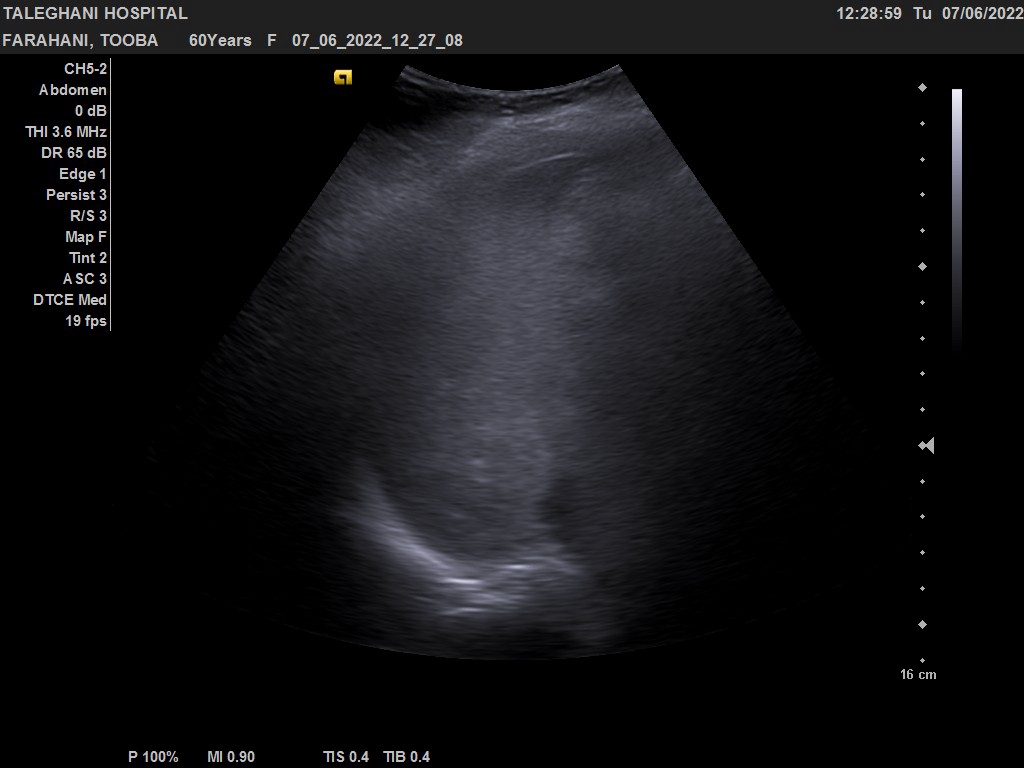 TALEGHANI HOSPITAL 12:28:59 Tu 07/06/2022
FARAHANI, TOOBA 60Years F 07_06_2022_12_27_08
CH5-2
Abdomen
0 dB
THI 3.6 MHz
DR 65 dB
Edge 1
Persist 3
R/S 3
Map F
Tint 2
ASC 3
DTCE Med
19 fps
16 cm
P 100% MI 0.90 TIS 0.4 TIB 0.4